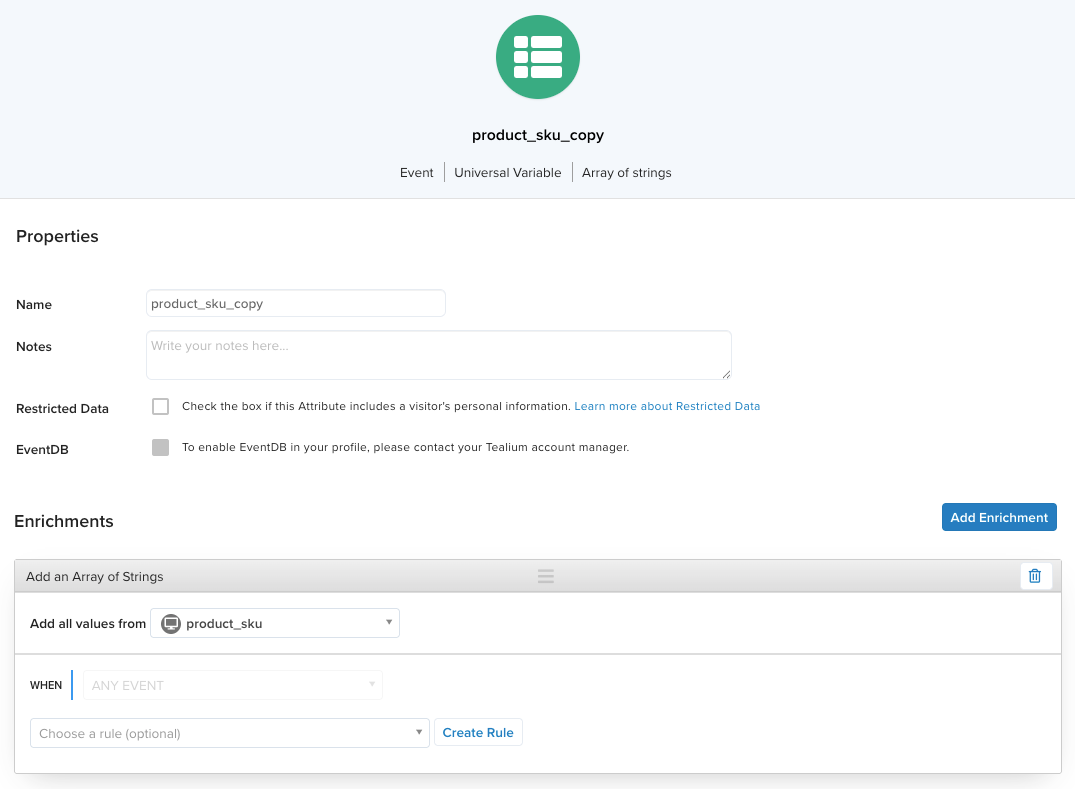 product_sku_copy
Event Universal Variable Array of strings
Properties
Name product_sku_copy
Notes Write your notes here...
Restricted Data Check the box if this Attribute includes a visitor's personal information. Learn more about Restricted Data
EventDB To enable EventDB in your profile, please contact your Tealium account manager.
Enrichments Add Enrichment
Add an Array of Strings
Add all values from product_sku
WHEN ANY EVENT
Choose a rule (optional) Create Rule